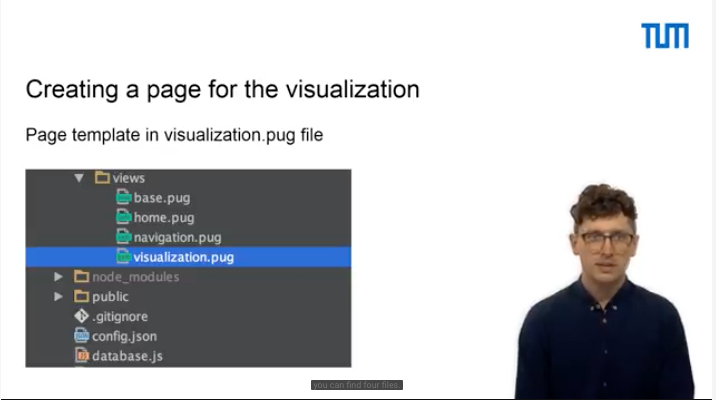 TUM
Creating a page for the visualization
Page template in visualization.pug file
views
base.pug
home.pug
navigation.pug
visualization.pug
node_modules
public
.gitignore
config.json
database.js
you can find four files.